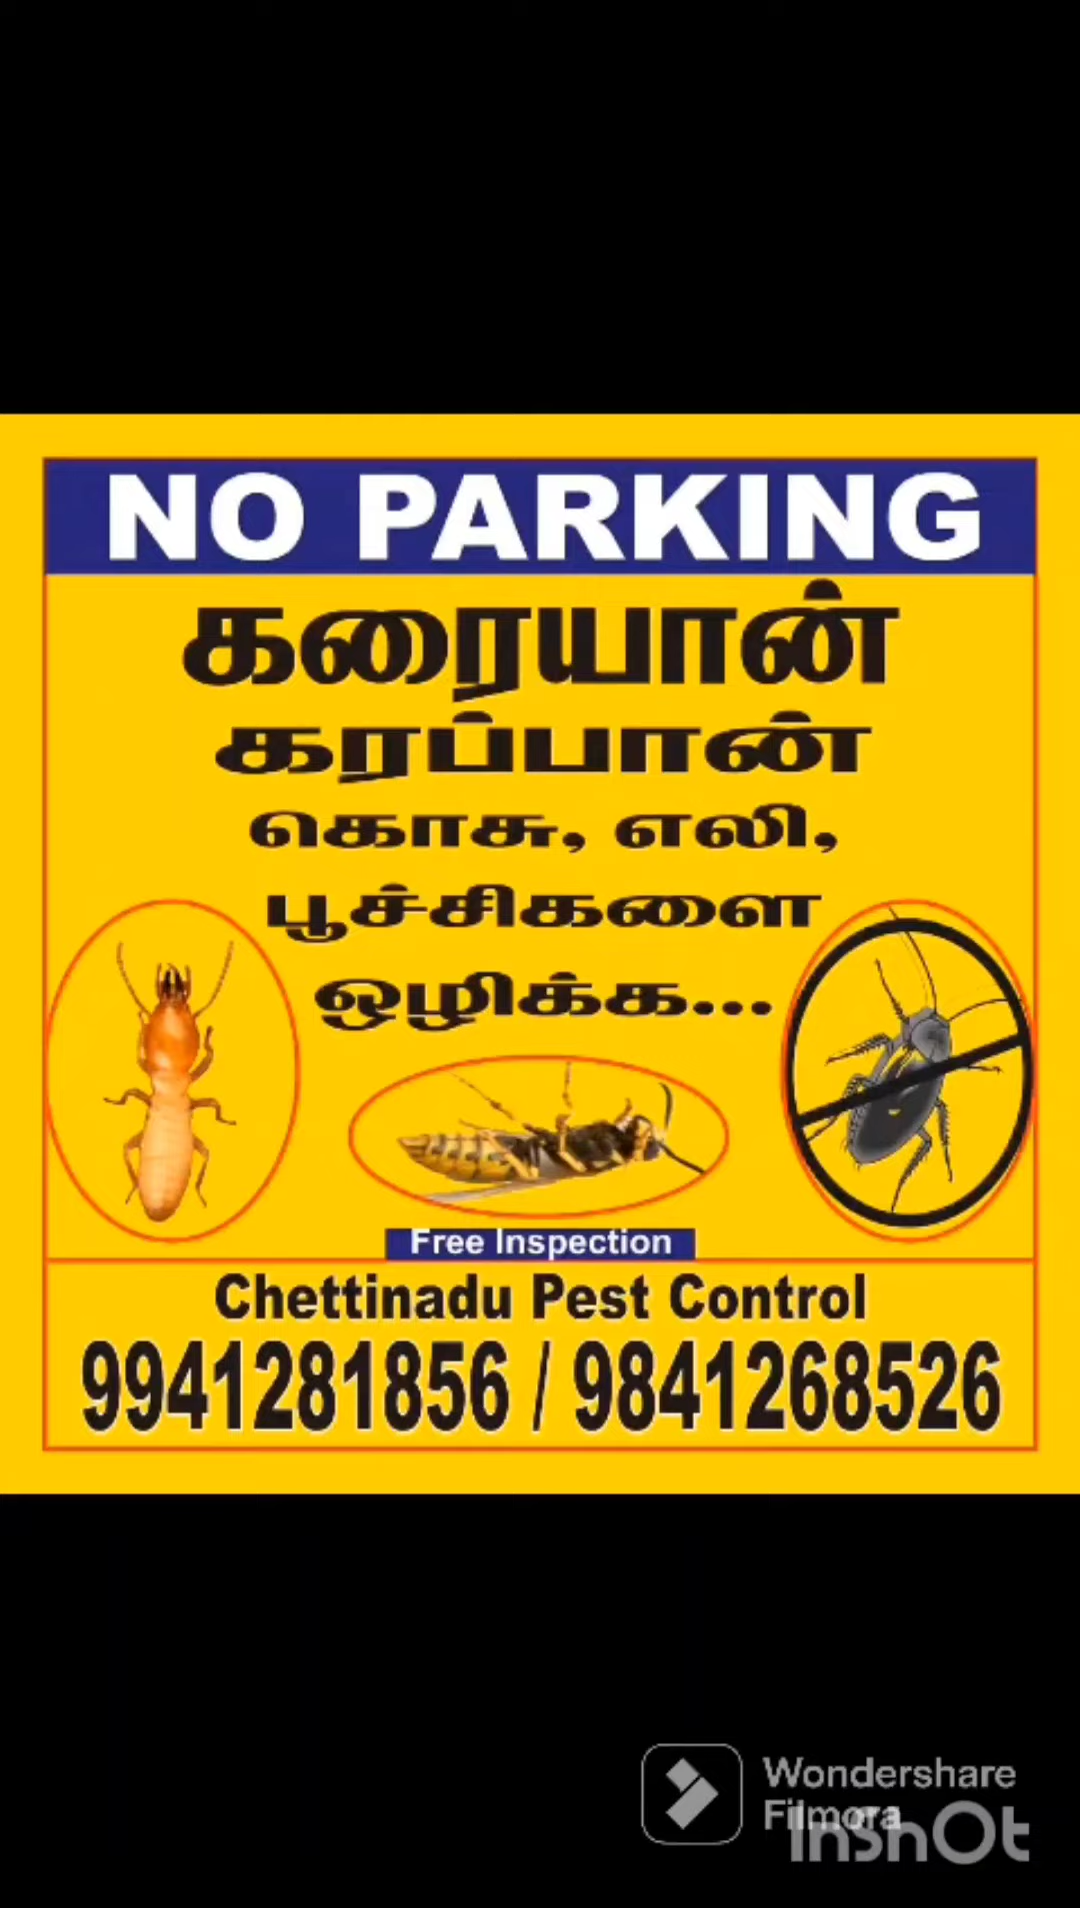 NO PARKING
கரையான்
கரப்பான்
கொசு, எலி,
பூச்சிகளை
ஒழிக்க...
Free Inspection
Chettinadu Pest Control
9941281856 / 9841268526
Wondershare
Filmora
InShOt